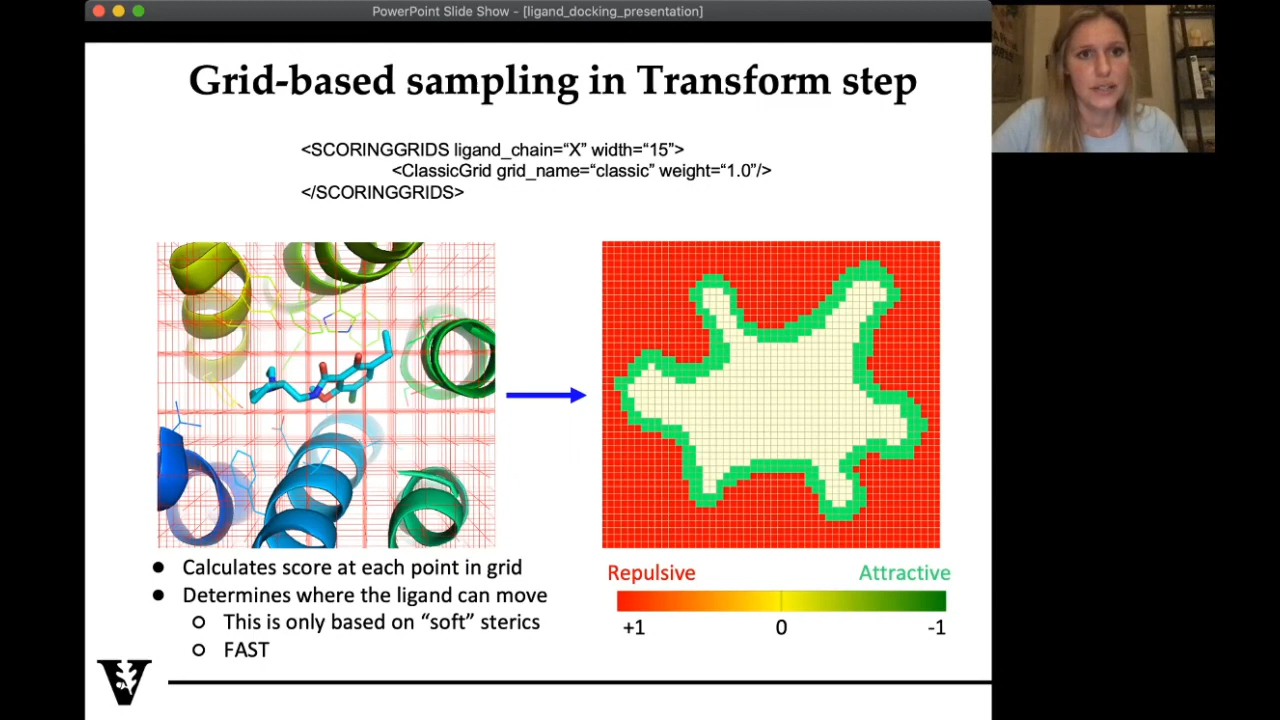 PowerPoint Slide Show - [ligand_docking_presentation]
Grid-based sampling in Transform step
<SCORINGGRIDS ligand_chain=“X” width=“15”>
<ClassicGrid grid_name=“classic” weight=“1.0”/>
</SCORINGGRIDS>
● Calculates score at each point in grid
● Determines where the ligand can move
○ This is only based on “soft” sterics
○ FAST
Repulsive Attractive
+1 0 -1
V